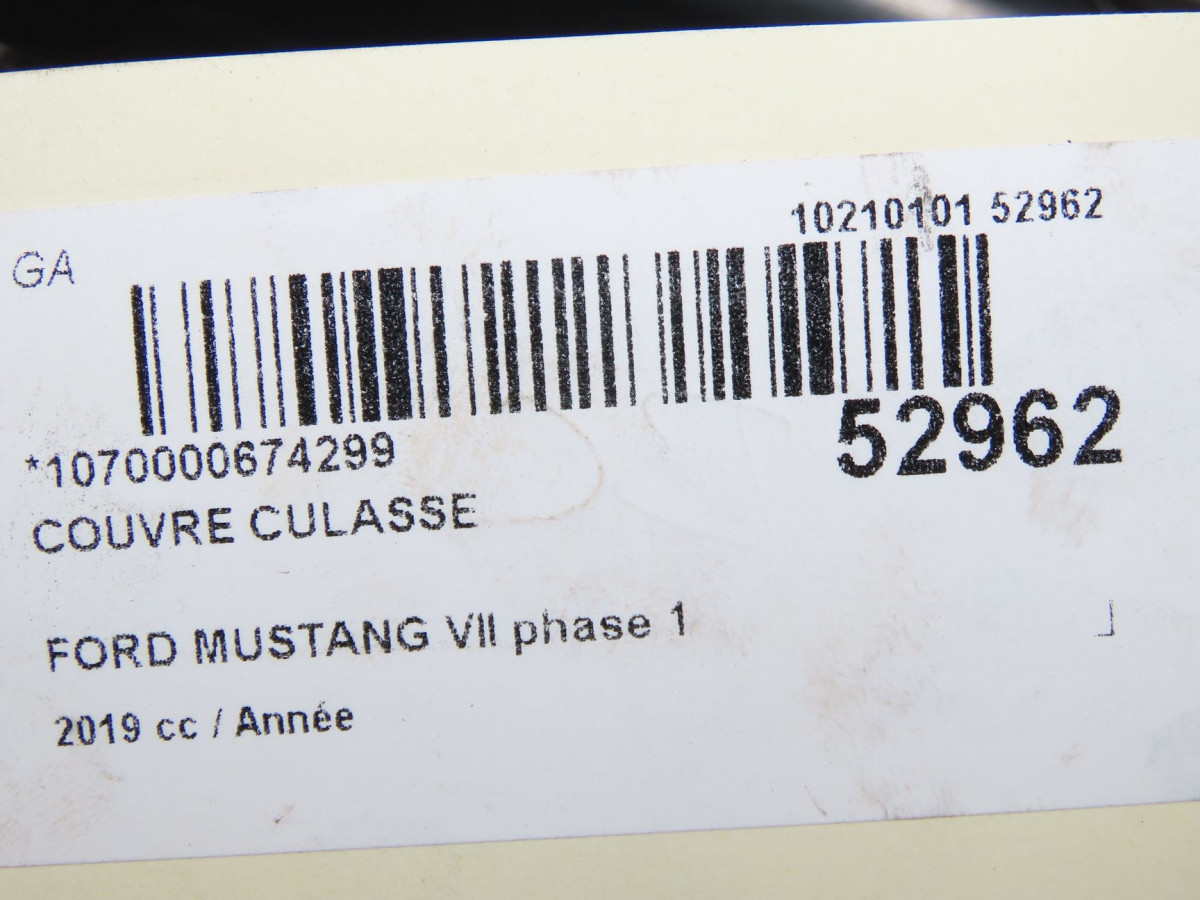 10210101 52962
GA
52962
*1070000674299
COUVRE CULASSE
FORD MUSTANG VII phase 1
2019 cc / Année